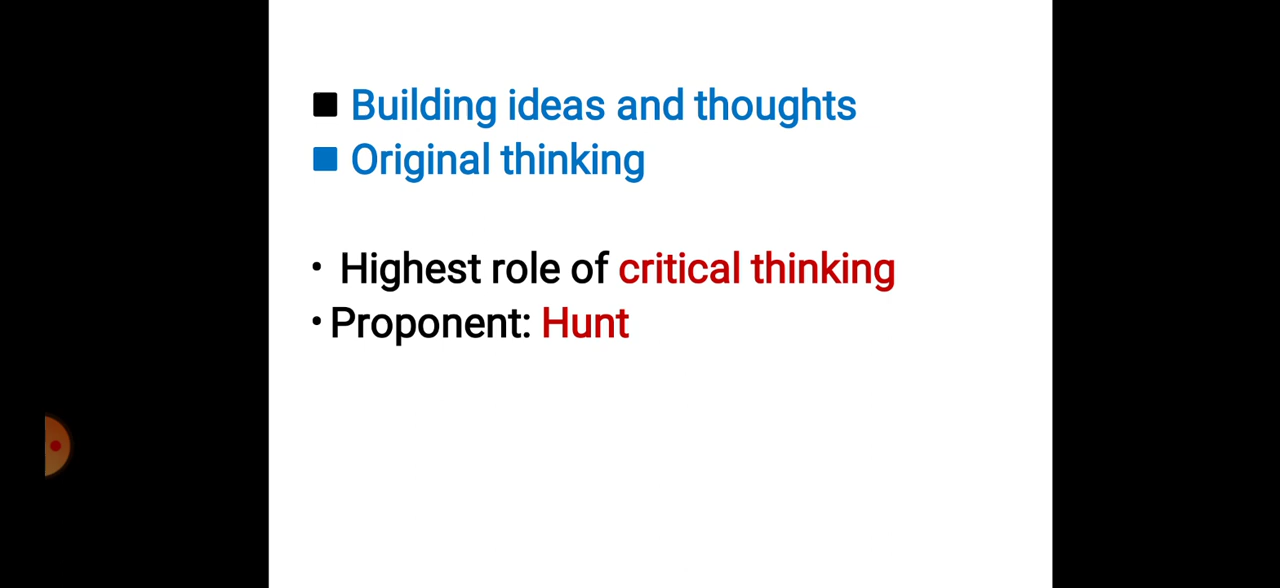 ■ Building ideas and thoughts
■ Original thinking
• Highest role of critical thinking
• Proponent: Hunt